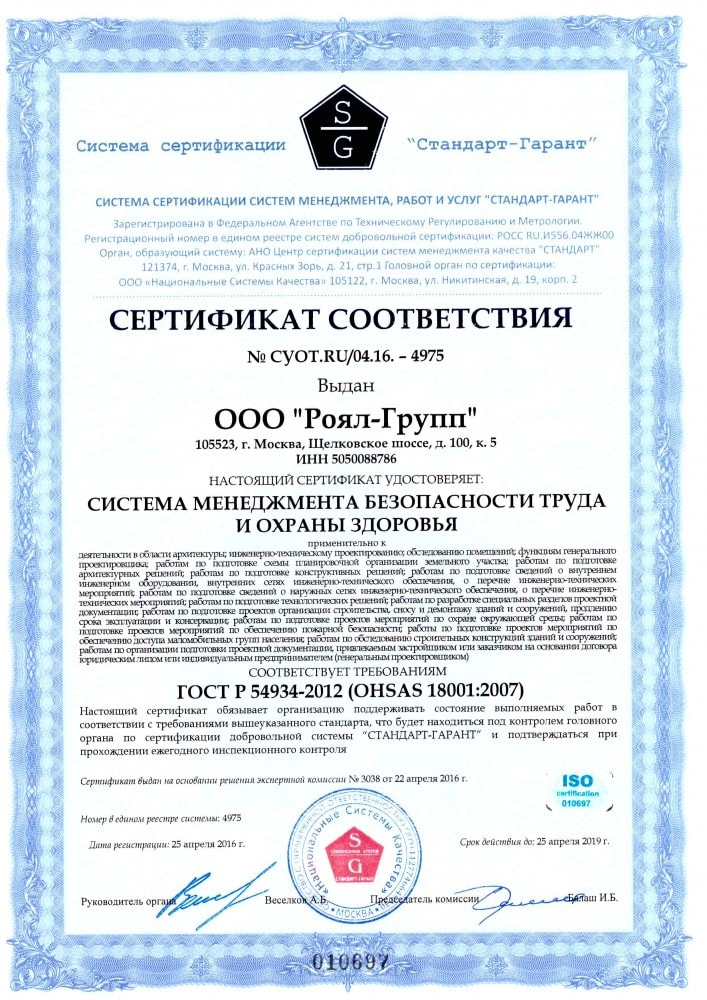 S
G
Система сертификации "Стандарт-Гарант"
СИСТЕМА СЕРТИФИКАЦИИ СИСТЕМ МЕНЕДЖМЕНТА, РАБОТ И УСЛУГ "СТАНДАРТ-ГАРАНТ"
Зарегистрирована в Федеральном Агентстве по Техническому Регулированию и Метрологии.
Регистрационный номер в едином реестре систем добровольной сертификации: РОСС RU.И556.04ЖЖ00
Орган, образующий систему: АНО Центр сертификации систем менеджмента качества "СТАНДАРТ"
121374, г. Москва, ул. Красных Зорь, д. 21, стр.1 Головной орган по сертификации:
ООО «Национальные Системы Качества» 105122, г. Москва, ул. Никитинская, д. 19, корп. 2
СЕРТИФИКАТ СООТВЕТСТВИЯ
№ СУОТ.RU/04.16. – 4975
Выдан
ООО "Роял-Групп"
105523, г. Москва, Щелковское шоссе, д. 100, к. 5
ИНН 5050088786
НАСТОЯЩИЙ СЕРТИФИКАТ УДОСТОВЕРЯЕТ:
СИСТЕМА МЕНЕДЖМЕНТА БЕЗОПАСНОСТИ ТРУДА
И ОХРАНЫ ЗДОРОВЬЯ
применительно к
деятельности в области архитектуры; инженерно-техническому проектированию; обследованию помещений; функциям генерального
проектировщика; работам по подготовке схемы планировочной организации земельного участка; работам по подготовке
архитектурных решений; работам по подготовке конструктивных решений; работам по подготовке сведений о внутреннем
инженерном оборудовании, внутренних сетях инженерно-технического обеспечения, о перечне инженерно-технических
мероприятий; работам по подготовке сведений о наружных сетях инженерно-технического обеспечения, о перечне инженерно-
технических мероприятий; работам по подготовке технологических решений; работам по разработке специальных разделов проектной
документации; работам по подготовке проектов организации строительства, сносу и демонтажу зданий и сооружений, продлению
срока эксплуатации и консервации; работам по подготовке проектов мероприятий по охране окружающей среды; работам по
подготовке проектов мероприятий по обеспечению пожарной безопасности; работы по подготовке проектов мероприятий по
обеспечению доступа маломобильных групп населения; работам по обследованию строительных конструкций зданий и сооружений;
работам по организации подготовки проектной документации, привлекаемым застройщиком или заказчиком на основании договора
юридическим лицом или индивидуальным предпринимателем (генеральным проектировщиком)
СООТВЕТСТВУЕТ ТРЕБОВАНИЯМ
ГОСТ Р 54934-2012 (OHSAS 18001:2007)
Настоящий сертификат обязывает организацию поддерживать состояние выполняемых работ в
соответствии с требованиями вышеуказанного стандарта, что будет находиться под контролем головного
органа по сертификации добровольной системы "СТАНДАРТ-ГАРАНТ" и подтверждаться при
прохождении ежегодного инспекционного контроля
Сертификат выдан на основании решения экспертной комиссии № 3038 от 22 апреля 2016 г.
ISO
certification
010697
Номер в едином реестре системы: 4975
Дата регистрации: 25 апреля 2016 г.
Срок действия до: 25 апреля 2019 г.
«Национальные Системы Качества»
S
G
СТАНДАРТ ГАРАНТ
МОСКВА
Руководитель органа Веселков А.Б. Председатель комиссии Балаш И.Б.
010697